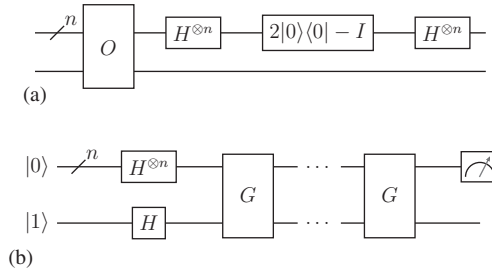 n
O H⊗n 2|0⟩⟨0| − I H⊗n
(a)
|0⟩ n H⊗n G · · · G
|1⟩ H · · ·
(b)